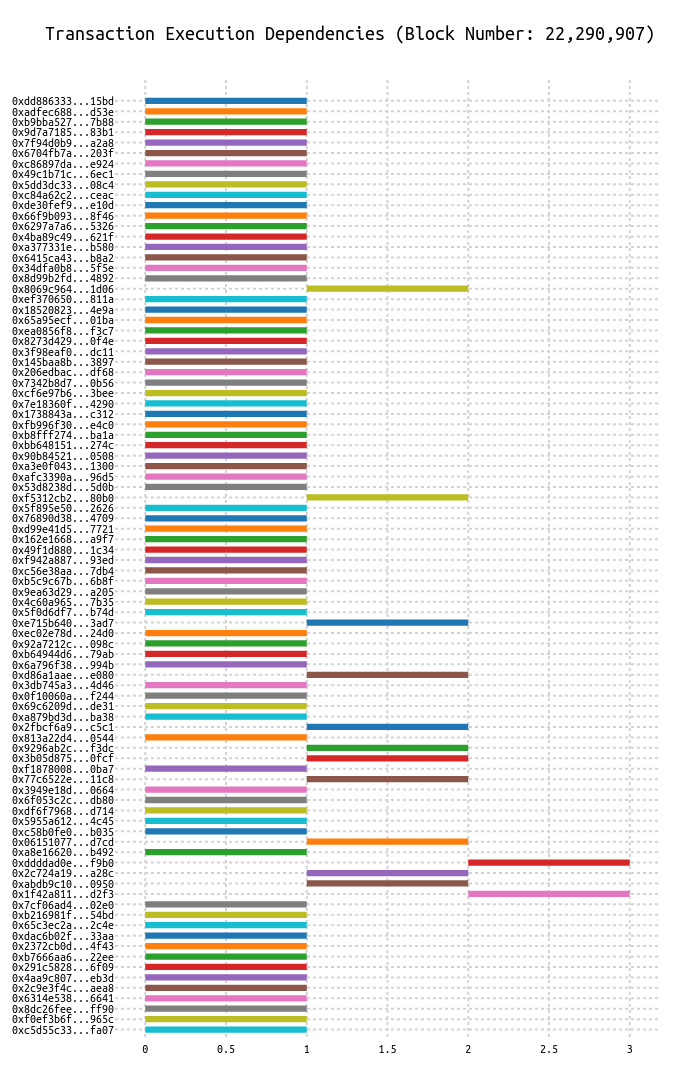 Transaction Execution Dependencies (Block Number: 22,290,907)
0xdd886333...15bd
0xadfec688...d53e
0xb9bba527...7b88
0x9d7a7185...83b1
0x7f94d0b9...a2a8
0x6704fb7a...203f
0xc86897da...e924
0x49c1b71c...6ec1
0x5dd3dc33...08c4
0xc84a62c2...ceac
0xde30fef9...e10d
0x66f9b093...8f46
0x6297a7a6...5326
0x4ba89c49...621f
0xa377331e...b580
0x6415ca43...b8a2
0x34dfa0b8...5f5e
0x8d99b2fd...4892
0x8069c964...1d06
0xef370650...811a
0x18520823...4e9a
0x65a95ecf...01ba
0xea0856f8...f3c7
0x8273d429...0f4e
0x3f98eaf0...dc11
0x145baa8b...3897
0x206edbac...df68
0x7342b8d7...0b56
0xcf6e97b6...3bee
0x7e18360f...4290
0x1738843a...c312
0xfb996f30...e4c0
0xb8fff274...ba1a
0xbb648151...274c
0x90b84521...0508
0xa3e0f043...1300
0xafc3390a...96d5
0x53d8238d...5d0b
0xf5312cb2...80b0
0x5f895e50...2626
0x76890d38...4709
0xd99e41d5...7721
0x162e1668...a9f7
0x49f1d880...1c34
0xf942a887...93ed
0xc56e38aa...7db4
0xb5c9c67b...6b8f
0x9ea63d29...a205
0x4c60a965...7b35
0x5f0d6df7...b74d
0xe715b640...3ad7
0xec02e78d...24d0
0x92a7212c...098c
0xb64944d6...79ab
0x6a796f38...994b
0xd86a1aae...e080
0x3db745a3...4d46
0x0f10060a...f244
0x69c6209d...de31
0xa879bd3d...ba38
0x2fbcf6a9...c5c1
0x813a22d4...0544
0x9296ab2c...f3dc
0x3b05d875...0fcf
0xf1878008...0ba7
0x77c6522e...11c8
0x3949e18d...0664
0x6f053c2c...db80
0xdf6f7968...d714
0x5955a612...4c45
0xc58b0fe0...b035
0x06151077...d7cd
0xa8e16620...b492
0xddddad0e...f9b0
0x2c724a19...a28c
0xabdb9c10...0950
0x1f42a811...d2f3
0x7cf06ad4...02e0
0xb216981f...54bd
0x65c3ec2a...2c4e
0xdac6b02f...33aa
0x2372cb0d...4f43
0xb7666aa6...22ee
0x291c5828...6f09
0x4aa9c807...eb3d
0x2c9e3f4c...aea8
0x6314e538...6641
0x8dc26fee...ff90
0xf0ef3b6f...965c
0xc5d55c33...fa07
0 0.5 1 1.5 2 2.5 3